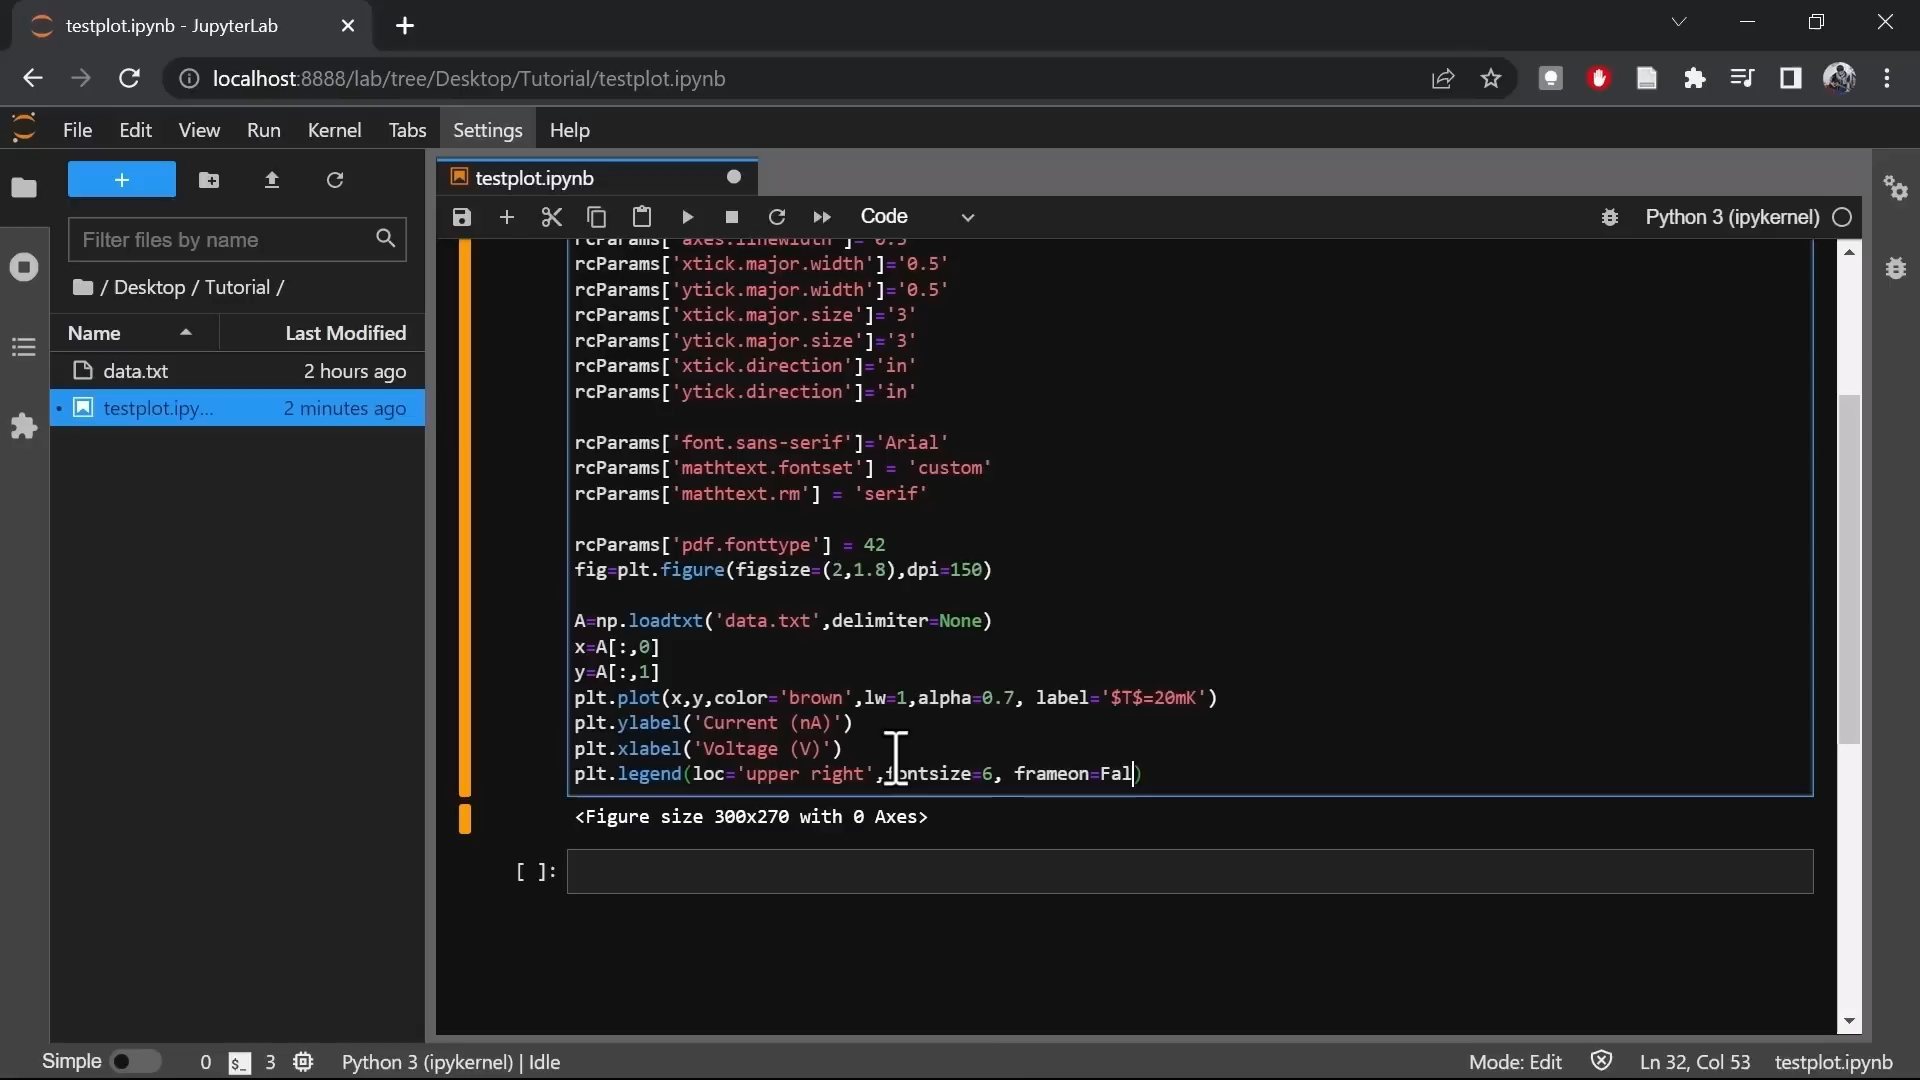 testplot.ipynb - JupyterLab
localhost:8888/lab/tree/Desktop/Tutorial/testplot.ipynb
File Edit View Run Kernel Tabs Settings Help
testplot.ipynb
Code
Python 3 (ipykernel)
Filter files by name
/ Desktop / Tutorial /
Name Last Modified
data.txt 2 hours ago
testplot.ipy... 2 minutes ago
rcParams['axes.linewidth']='0.5'
rcParams['xtick.major.width']='0.5'
rcParams['ytick.major.width']='0.5'
rcParams['xtick.major.size']='3'
rcParams['ytick.major.size']='3'
rcParams['xtick.direction']='in'
rcParams['ytick.direction']='in'
rcParams['font.sans-serif']='Arial'
rcParams['mathtext.fontset'] = 'custom'
rcParams['mathtext.rm'] = 'serif'
rcParams['pdf.fonttype'] = 42
fig=plt.figure(figsize=(2,1.8),dpi=150)
A=np.loadtxt('data.txt',delimiter=None)
x=A[:,0]
y=A[:,1]
plt.plot(x,y,color='brown',lw=1,alpha=0.7, label='$T$=20mK')
plt.ylabel('Current (nA)')
plt.xlabel('Voltage (V)')
plt.legend(loc='upper right',fontsize=6, frameon=Fal)
<Figure size 300x270 with 0 Axes>
[ ]:
Simple 0 $_ 3 Python 3 (ipykernel) | Idle
Mode: Edit Ln 32, Col 53 testplot.ipynb